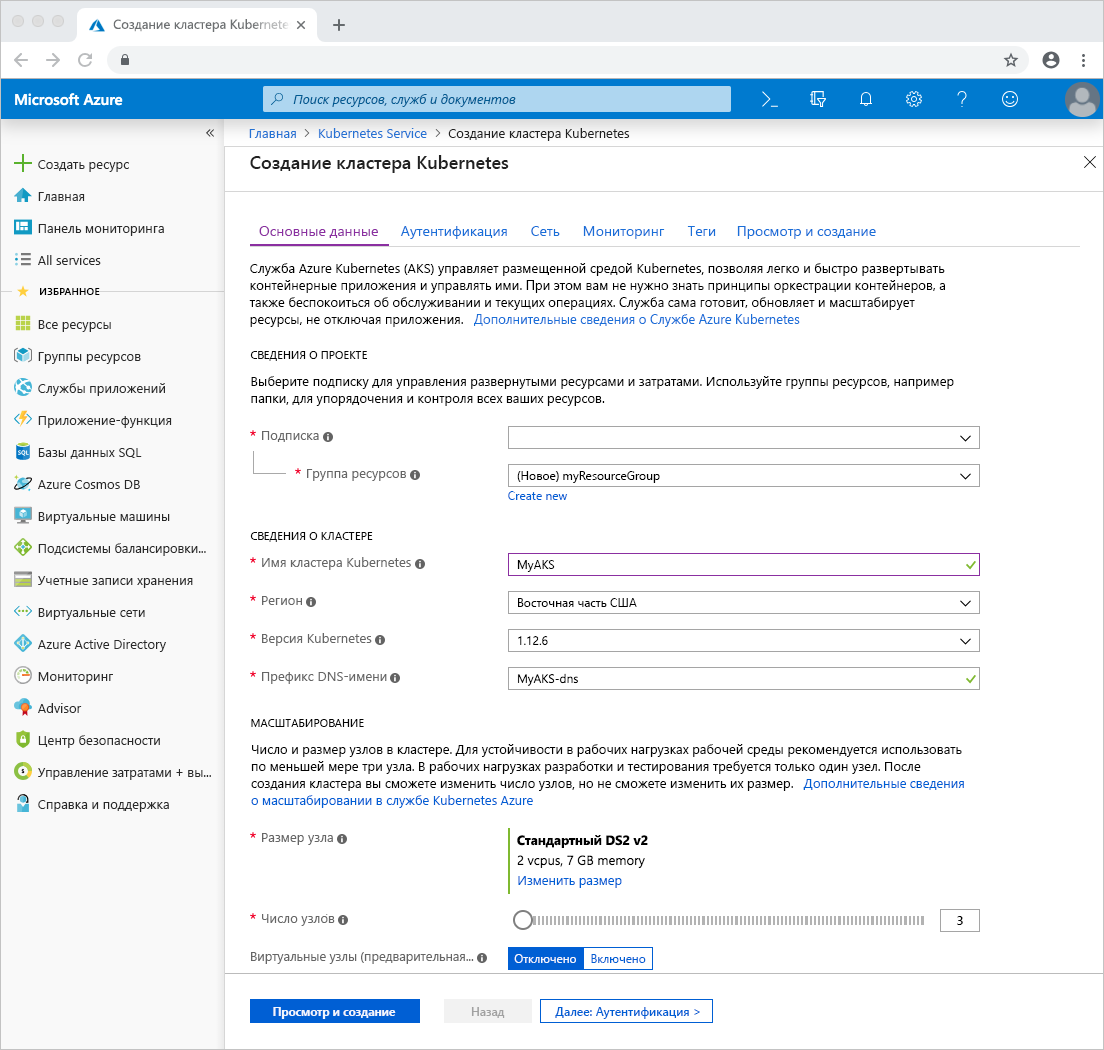 Создание кластера Kubernete
Microsoft Azure
Поиск ресурсов, служб и документов
Главная > Kubernetes Service > Создание кластера Kubernetes
Создание кластера Kubernetes
Создать ресурс
Главная
Панель мониторинга
All services
ИЗБРАННОЕ
Все ресурсы
Группы ресурсов
Службы приложений
Приложение-функция
Базы данных SQL
Azure Cosmos DB
Виртуальные машины
Подсистемы балансировки...
Учетные записи хранения
Виртуальные сети
Azure Active Directory
Мониторинг
Advisor
Центр безопасности
Управление затратами + вы...
Справка и поддержка
Основные данные Аутентификация Сеть Мониторинг Теги Просмотр и создание
Служба Azure Kubernetes (AKS) управляет размещенной средой Kubernetes, позволяя легко и быстро развертывать
контейнерные приложения и управлять ими. При этом вам не нужно знать принципы оркестрации контейнеров, а
также беспокоиться об обслуживании и текущих операциях. Служба сама готовит, обновляет и масштабирует
ресурсы, не отключая приложения. Дополнительные сведения о Службе Azure Kubernetes
СВЕДЕНИЯ О ПРОЕКТЕ
Выберите подписку для управления развернутыми ресурсами и затратами. Используйте группы ресурсов, например
папки, для упорядочения и контроля всех ваших ресурсов.
* Подписка
* Группа ресурсов (Новое) myResourceGroup
Create new
СВЕДЕНИЯ О КЛАСТЕРЕ
* Имя кластера Kubernetes MyAKS
* Регион Восточная часть США
* Версия Kubernetes 1.12.6
* Префикс DNS-имени MyAKS-dns
МАСШТАБИРОВАНИЕ
Число и размер узлов в кластере. Для устойчивости в рабочих нагрузках рабочей среды рекомендуется использовать
по меньшей мере три узла. В рабочих нагрузках разработки и тестирования требуется только один узел. После
создания кластера вы сможете изменить число узлов, но не сможете изменить их размер. Дополнительные сведения
о масштабировании в службе Kubernetes Azure
* Размер узла Стандартный DS2 v2
2 vcpus, 7 GB memory
Изменить размер
* Число узлов 3
Виртуальные узлы (предварительная... Отключено Включено
Просмотр и создание Назад Далее: Аутентификация >